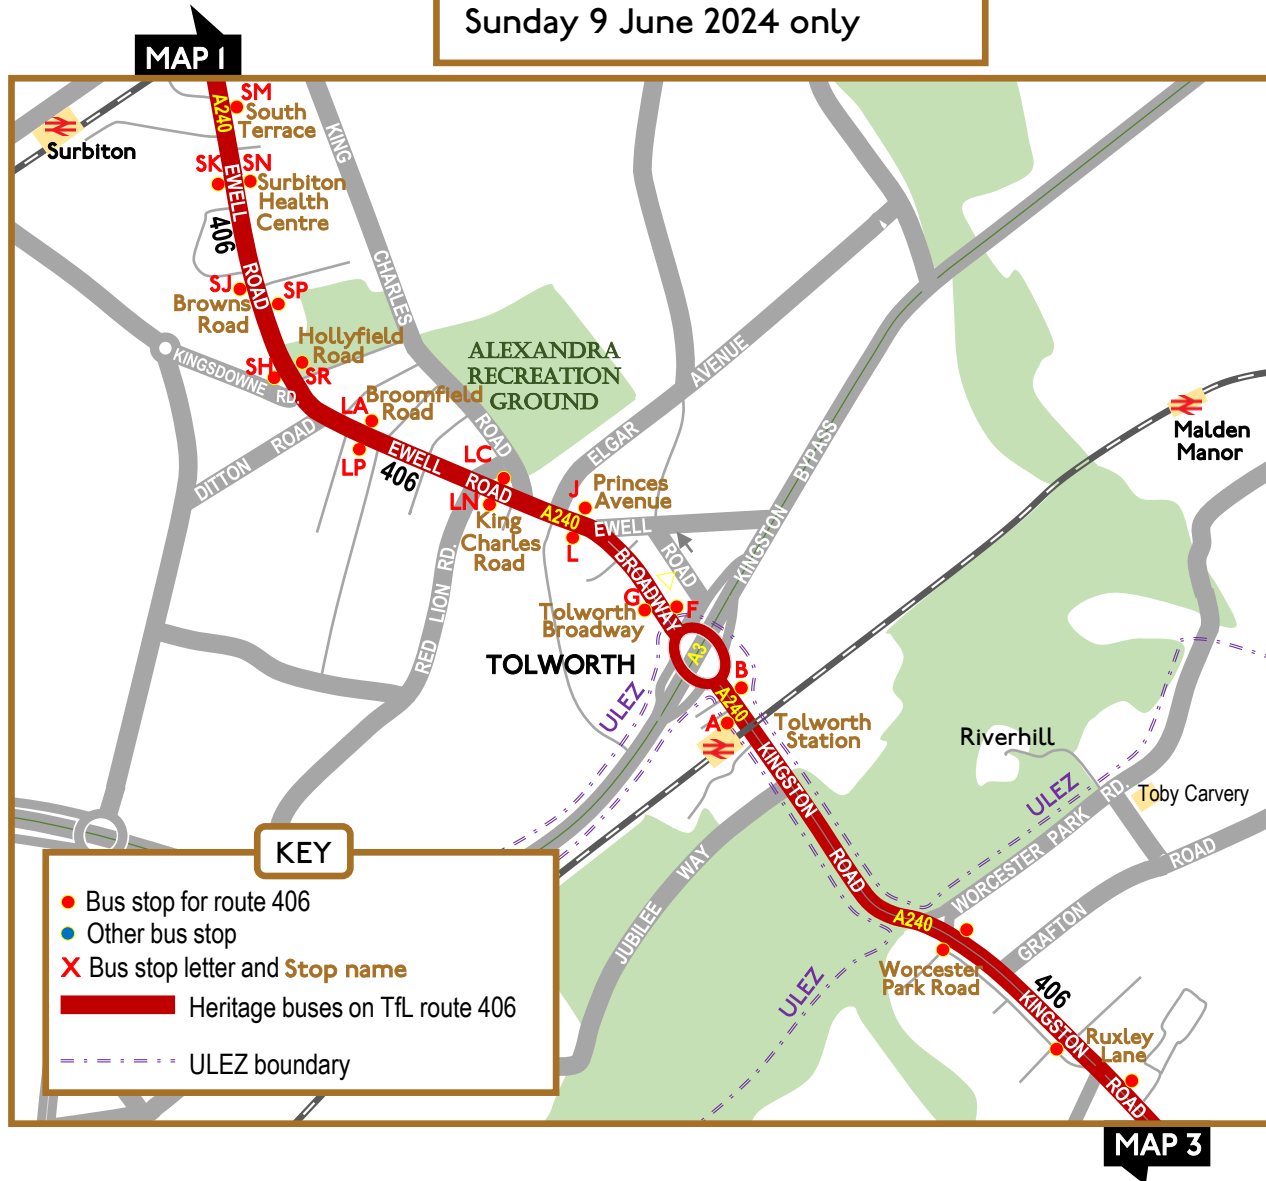 Sunday 9 June 2024 only
MAP 1
SM
South
Terrace
A240
KING
Surbiton
SK
SN
EWELL
Surbiton
Health
Centre
406
CHARLES
SJ
ROAD
SP
Browns
Road
Hollyfield
Road
KINGSDOWNE RD.
SH
SR
ALEXANDRA
RECREATION
GROUND
AVENUE
Broomfield
Road
LA
ROAD
Malden
Manor
DITTON ROAD
LP
EWELL ROAD
406
LC
ELGAR
BYPASS
LN
King
Charles
Road
A240
J
Princes
Avenue
EWELL
ROAD
L
KINGSTON
RED LION RD.
BROADWAY
G
F
Tolworth
Broadway
TOLWORTH
A3
ULEZ
B
A240
A
Tolworth
Station
Riverhill
KINGSTON
ROAD
ULEZ
Toby Carvery
WORCESTER PARK RD.
JUBILEE WAY
GRAFTON ROAD
A240
Worcester
Park Road
ULEZ
406
KINGSTON
ROAD
Ruxley
Lane
KEY
Bus stop for route 406
Other bus stop
X Bus stop letter and Stop name
Heritage buses on TfL route 406
ULEZ boundary
MAP 3